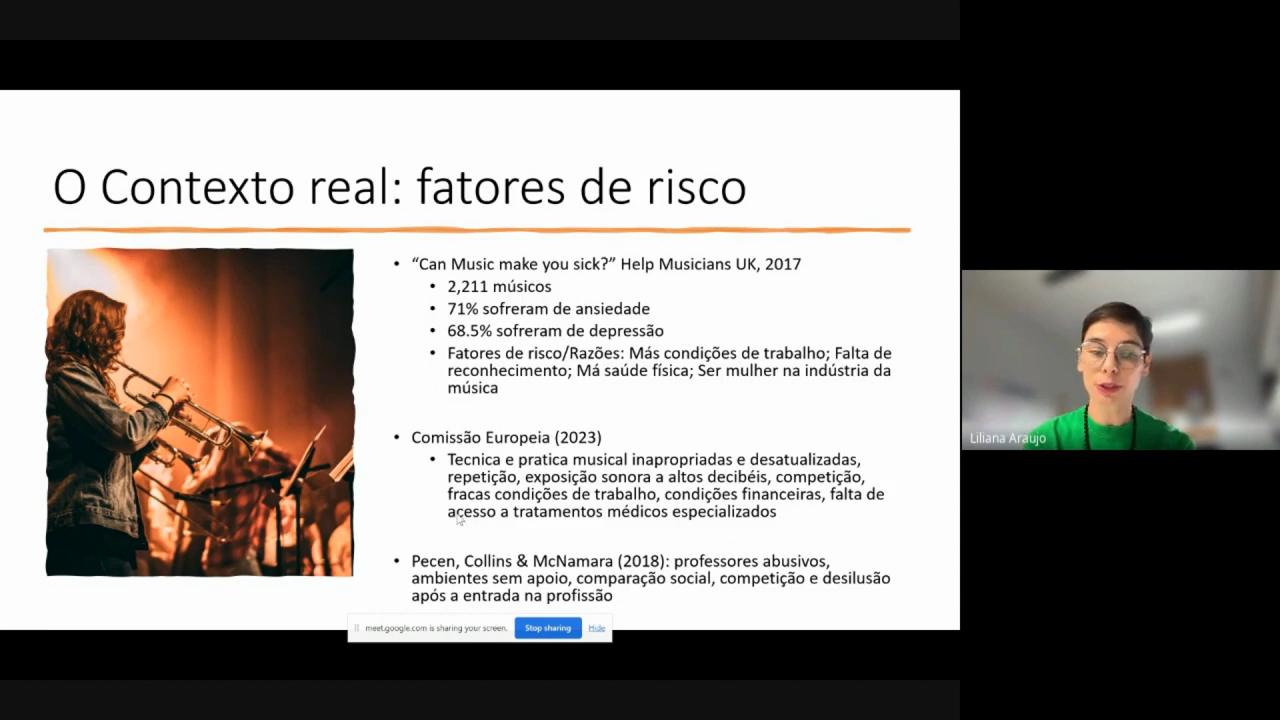 O Contexto real: fatores de risco
• “Can Music make you sick?” Help Musicians UK, 2017
• 2,211 músicos
• 71% sofreram de ansiedade
• 68.5% sofreram de depressão
• Fatores de risco/Razões: Más condições de trabalho; Falta de
reconhecimento; Má saúde física; Ser mulher na indústria da
música
• Comissão Europeia (2023)
• Tecnica e pratica musical inapropriadas e desatualizadas,
repetição, exposição sonora a altos decibéis, competição,
fracas condições de trabalho, condições financeiras, falta de
acesso a tratamentos médicos especializados
• Pecen, Collins & McNamara (2018): professores abusivos,
ambientes sem apoio, comparação social, competição e desilusão
após a entrada na profissão
meet.google.com is sharing your screen.
Stop sharing
Hide
Liliana Araujo